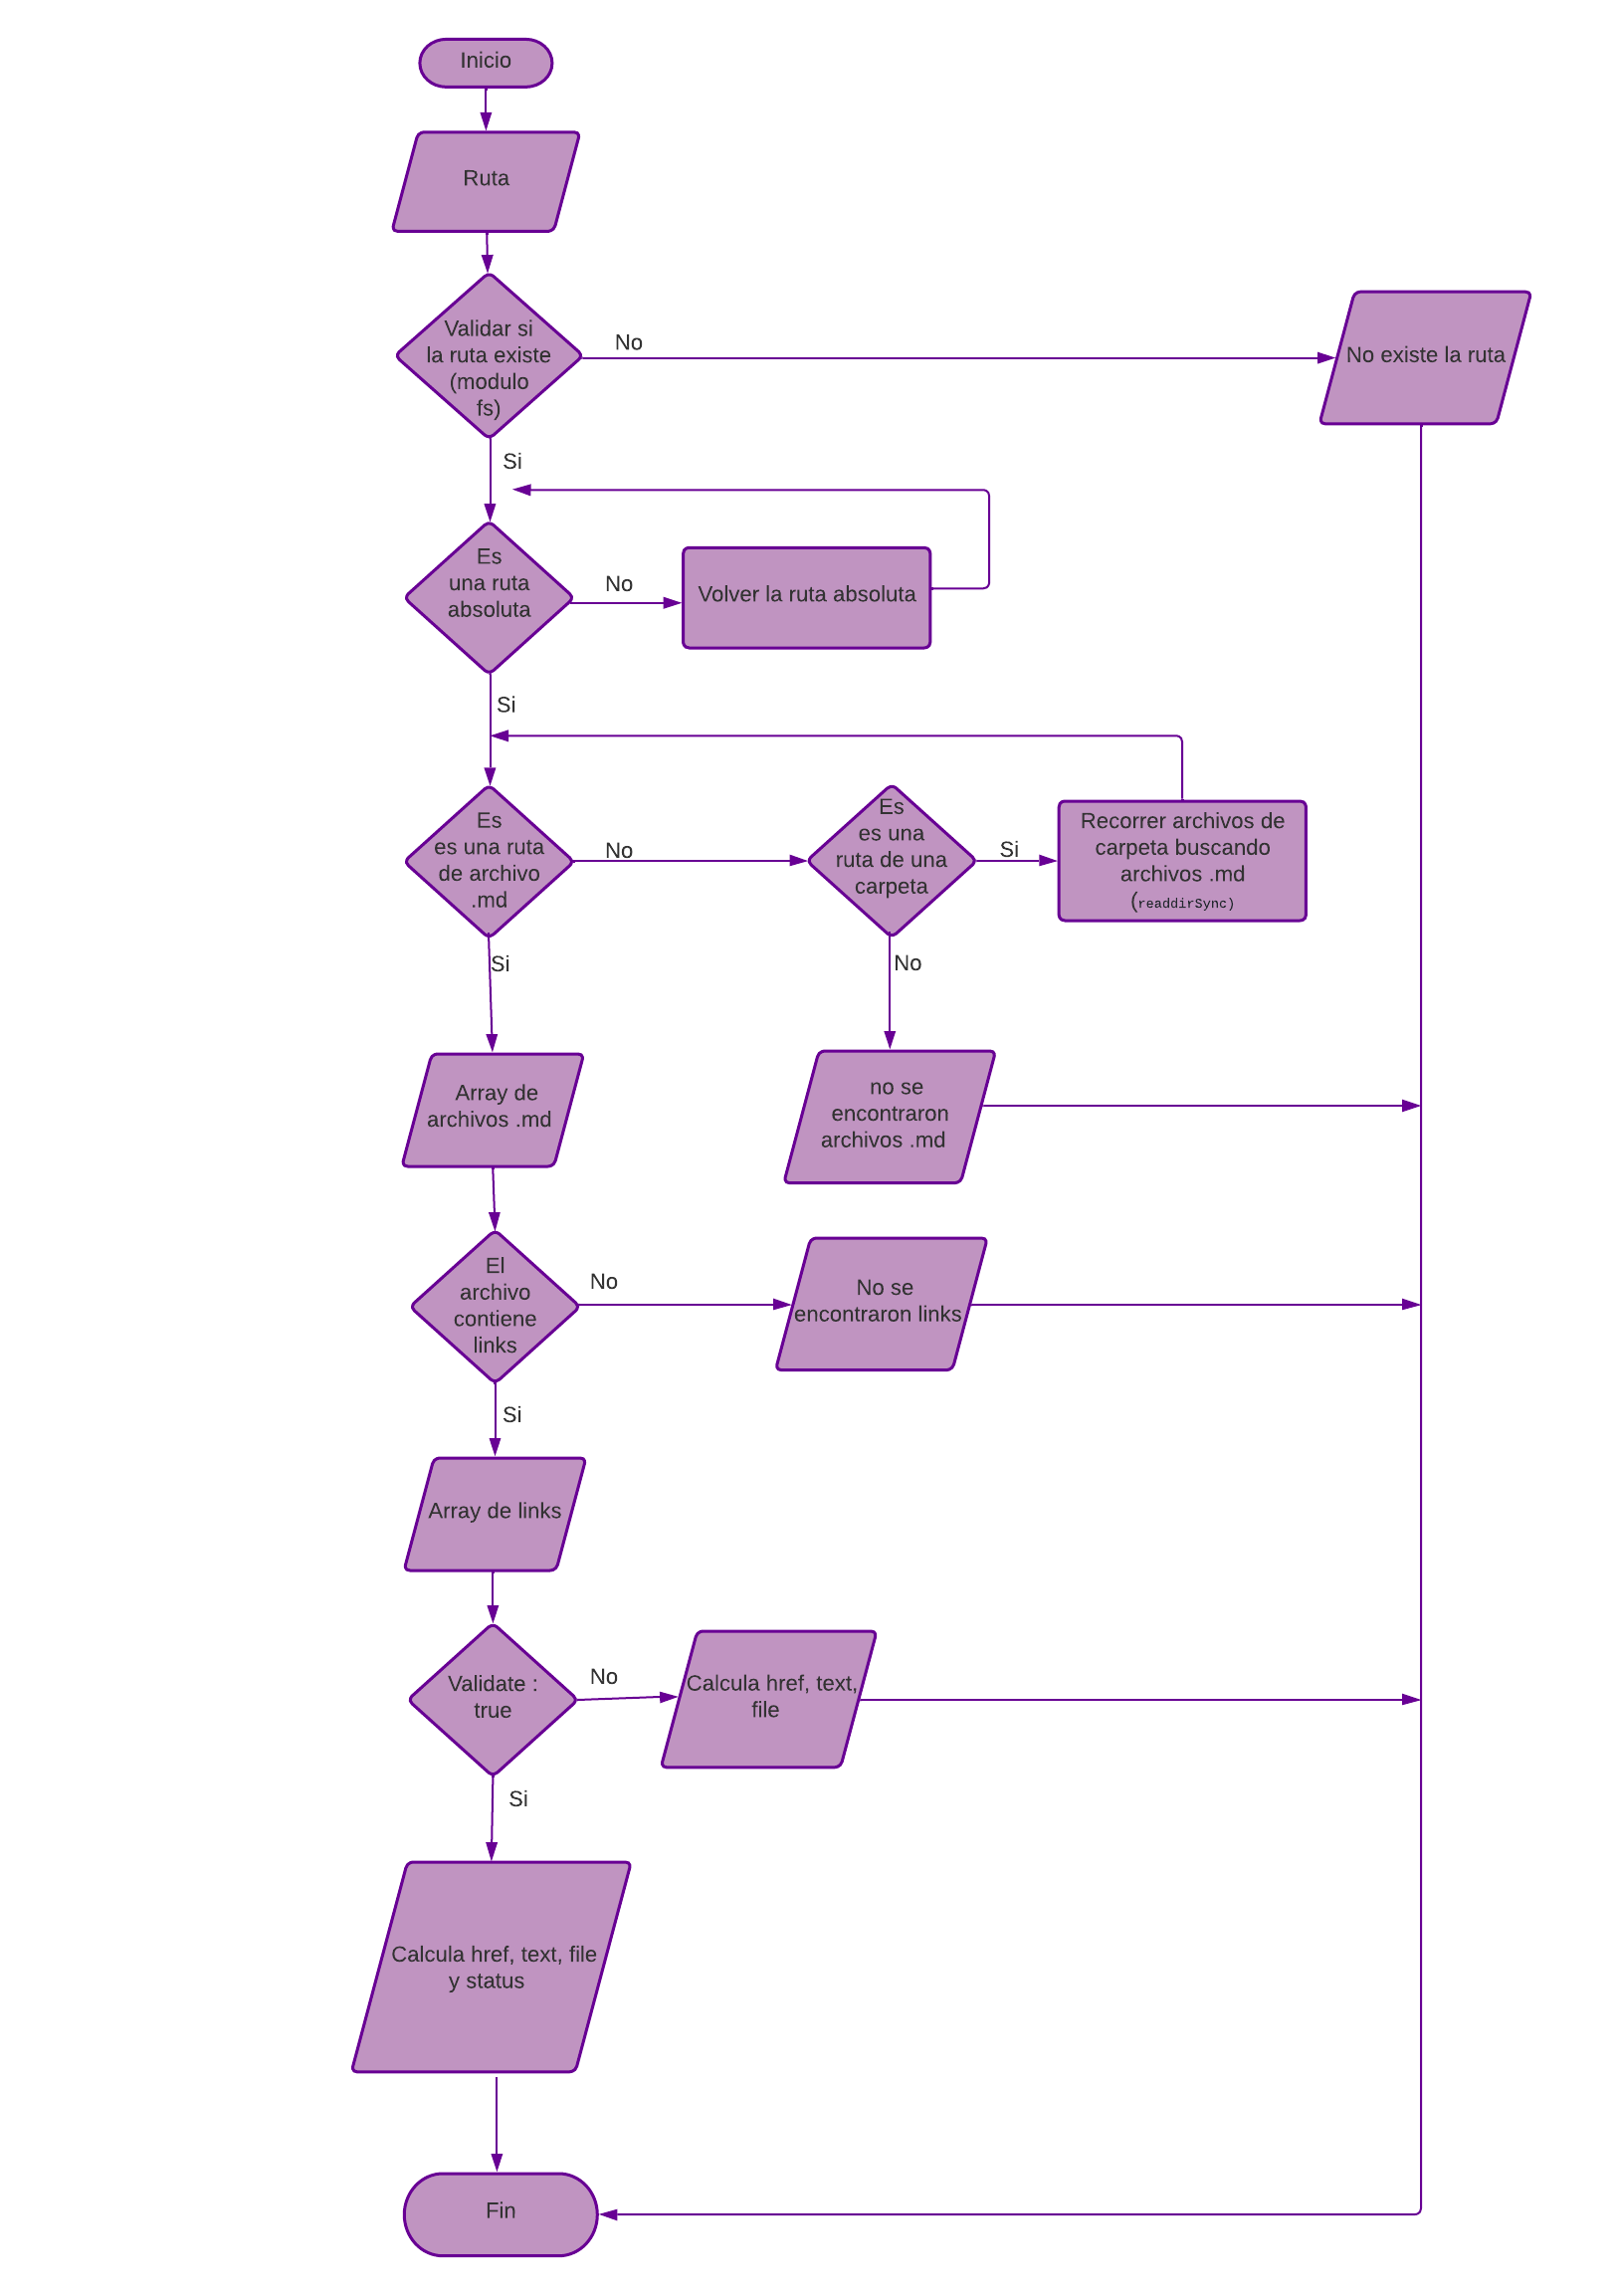 Inicio
Ruta
Validar si
la ruta existe
(modulo
fs)
No
No existe la ruta
Si
Es
una ruta
absoluta
No
Volver la ruta absoluta
Si
Es
es una ruta
de archivo
.md
No
Es
es una
ruta de una
carpeta
Si
Recorrer archivos de
carpeta buscando
archivos .md
(readdirSync)
Si
No
Array de
archivos .md
no se
encontraron
archivos .md
El
archivo
contiene
links
No
No se
encontraron links
Si
Array de links
Validate :
true
No
Calcula href, text,
file
Si
Calcula href, text, file
y status
Fin